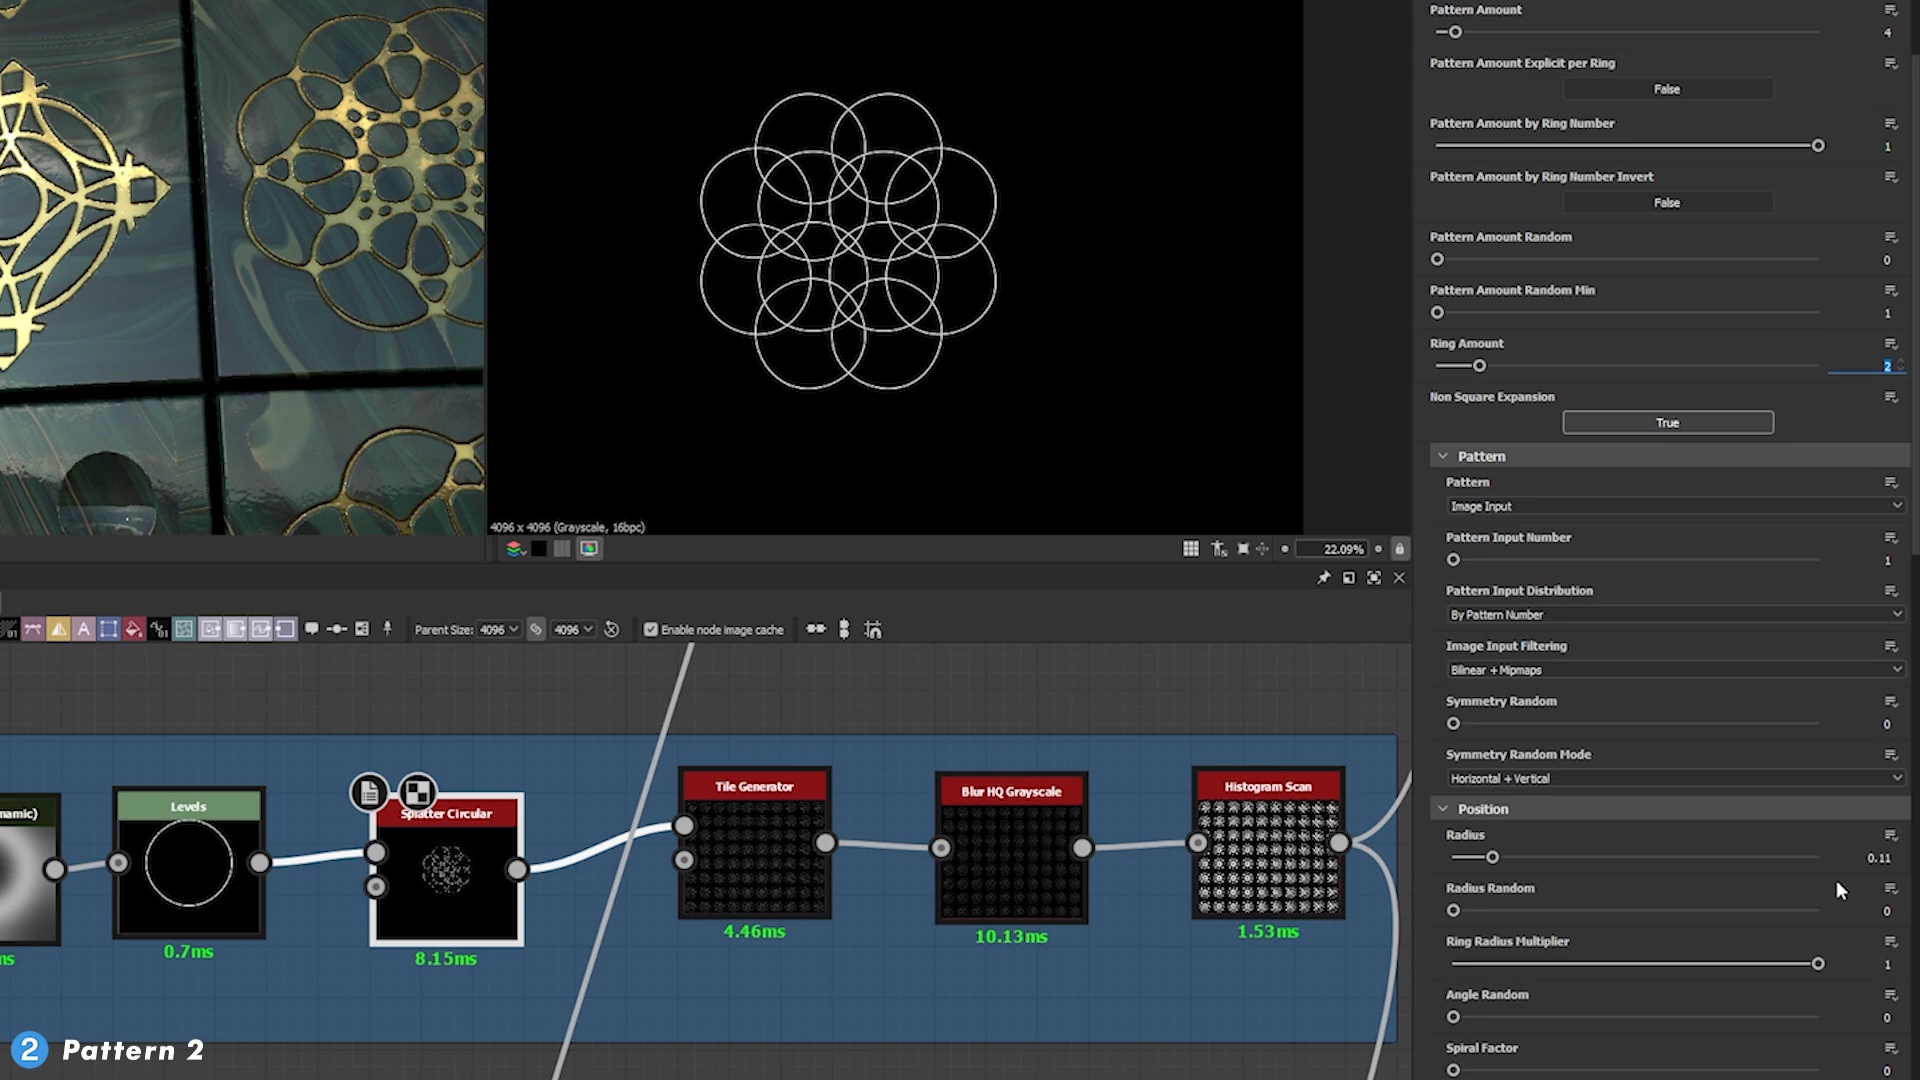 Pattern Amount
4
Pattern Amount Explicit per Ring
False
Pattern Amount by Ring Number
1
Pattern Amount by Ring Number Invert
False
Pattern Amount Random
0
Pattern Amount Random Min
1
Ring Amount
2
Non Square Expansion
True
Pattern
Pattern
Image Input
Pattern Input Number
1
Pattern Input Distribution
By Pattern Number
Image Input Filtering
Bilinear + Mipmaps
Symmetry Random
0
Symmetry Random Mode
Horizontal + Vertical
Position
Radius
0.11
Radius Random
0
Ring Radius Multiplier
1
Angle Random
0
Spiral Factor
0
4096 x 4096 (Grayscale, 16bpc)
22.09%
Parent Size: 4096 4096 Enable node image cache
namic)
Levels
Splatter Circular
Tile Generator
Blur HQ Grayscale
Histogram Scan
ms
0.7ms
8.15ms
4.46ms
10.13ms
1.53ms
2 Pattern 2